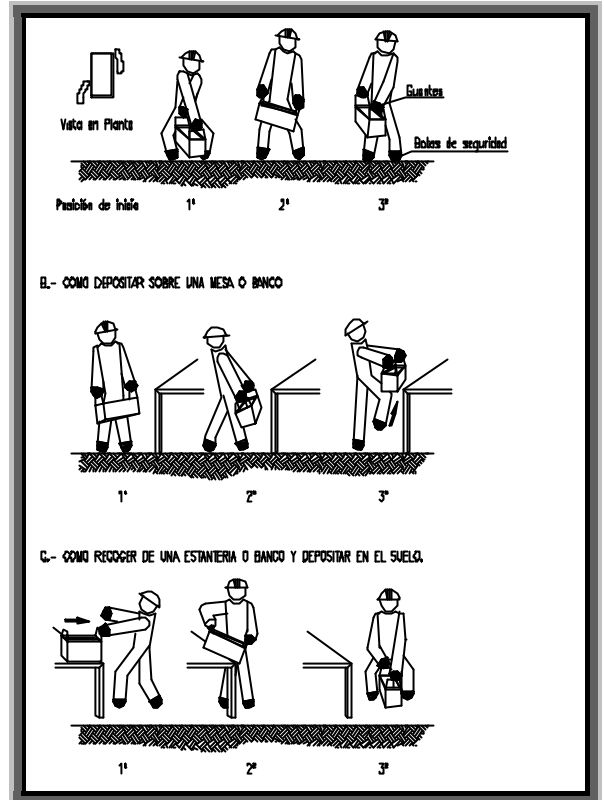 Guantes
Vista en Planta
Botas de seguridad
Posición de inicio
1ª
2ª
3ª
B.- COMO DEPOSITAR SOBRE UNA MESA O BANCO
1ª
2ª
3ª
C.- COMO RECOGER DE UNA ESTANTERIA O BANCO Y DEPOSITAR EN EL SUELO.
1ª
2ª
3ª